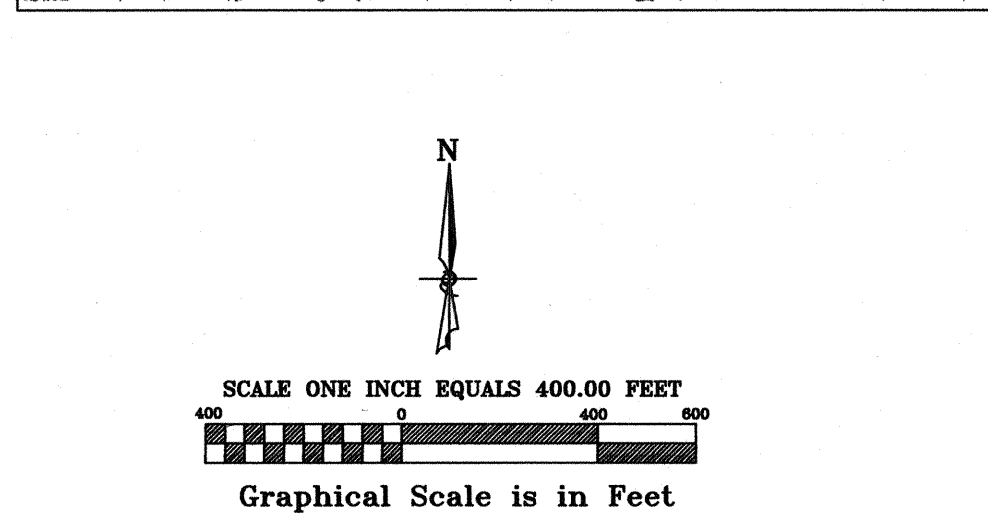 N
SCALE ONE INCH EQUALS 400.00 FEET
400 0 400 600
Graphical Scale is in Feet